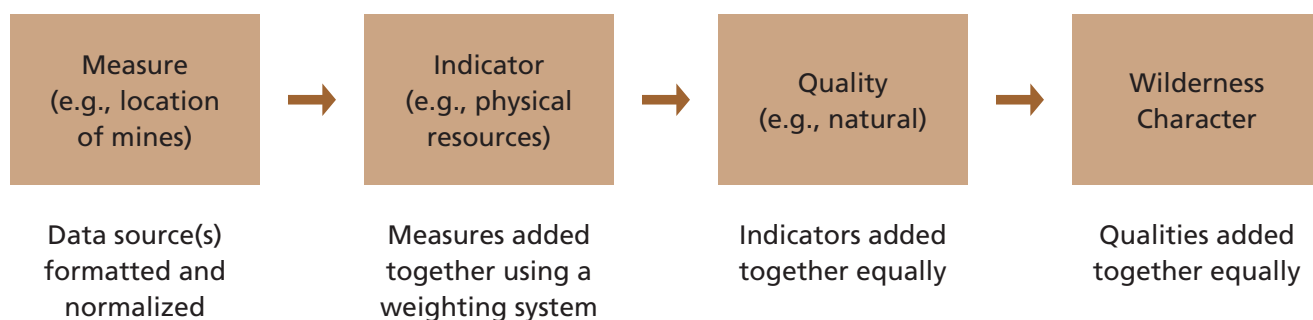 Measure
(e.g., location
of mines)
Indicator
(e.g., physical
resources)
Quality
(e.g., natural)
Wilderness
Character
Data source(s)
formatted and
normalized
Measures added
together using a
weighting system
Indicators added
together equally
Qualities added
together equally